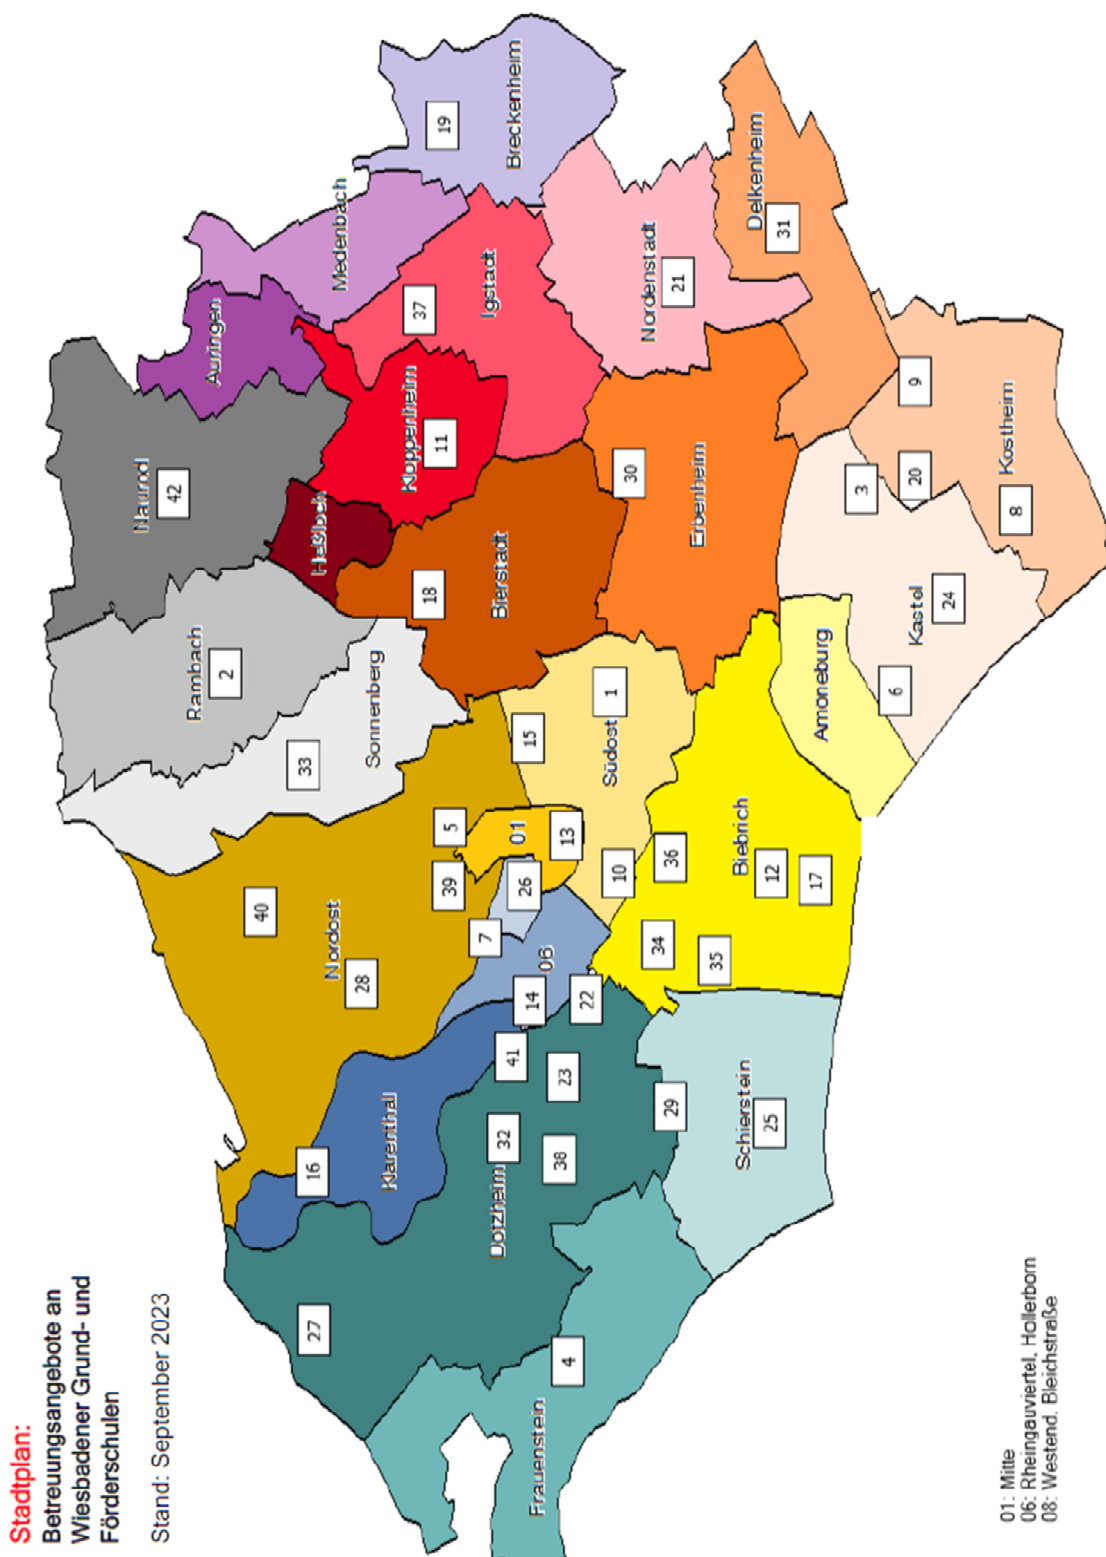 Stadtplan:
Betreuungsangebote an
Wiesbadener Grund- und
Förderschulen
Stand: September 2023
Naurod
42
Rambach
2
Auringen
40
33
16
27
Heßloch
Nordost
28
Medenbach
Sonnenberg
Klarenthal
Kloppenheim
11
37
18
19
39
5
7
Igstadt
Dotzheim
32
41
Bierstadt
Breckenheim
01
26
15
14
Frauenstein
4
06
38
23
13
22
Südost
1
10
30
Nordenstadt
21
34
36
29
Erbenheim
35
Biebrich
12
17
Schierstein
25
Delkenheim
31
Amoneburg
3
6
20
9
Kastel
24
Kostheim
8
01: Mitte
06: Rheingauviertel, Hollerborn
08: Westend. Bleichstraße